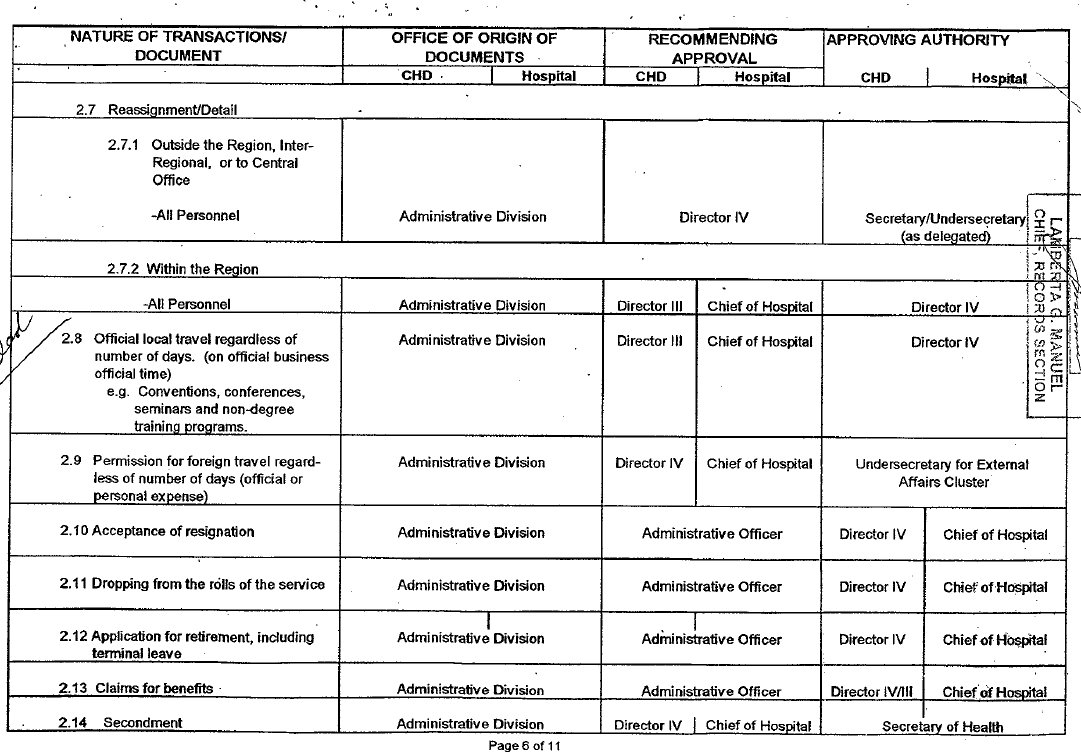 NATURE OF TRANSACTIONS/ OFFICE OF ORIGIN OF RECOMMENDING APPROVING AUTHORITY
DOCUMENT DOCUMENTS APPROVAL
CHD Hospital CHD Hospital CHD Hospital
2.7 Reassignment/Detail
2.7.1 Outside the Region, Inter-
Regional, or to Central
Office
-All Personnel Administrative Division Director IV Secretary/Undersecretary
(as delegated)
2.7.2 Within the Region
-All Personnel Administrative Division Director III Chief of Hospital Director IV
2.8 Official local travel regardless of Administrative Division Director III Chief of Hospital Director IV
number of days. (on official business
official time)
e.g. Conventions, conferences,
seminars and non-degree
training programs.
2.9 Permission for foreign travel regard- Administrative Division Director IV Chief of Hospital Undersecretary for External
less of number of days (official or Affairs Cluster
personal expense)
2.10 Acceptance of resignation Administrative Division Administrative Officer Director IV Chief of Hospital
2.11 Dropping from the rolls of the service Administrative Division Administrative Officer Director IV Chief of Hospital
2.12 Application for retirement, including Administrative Division Administrative Officer Director IV Chief of Hospital
terminal leave
2.13 Claims for benefits Administrative Division Administrative Officer Director IV/III Chief of Hospital
2.14 Secondment Administrative Division Director IV Chief of Hospital Secretary of Health
Page 6 of 11
LAMBERTA G. MANUEL
CHIEF, RECORDS SECTION